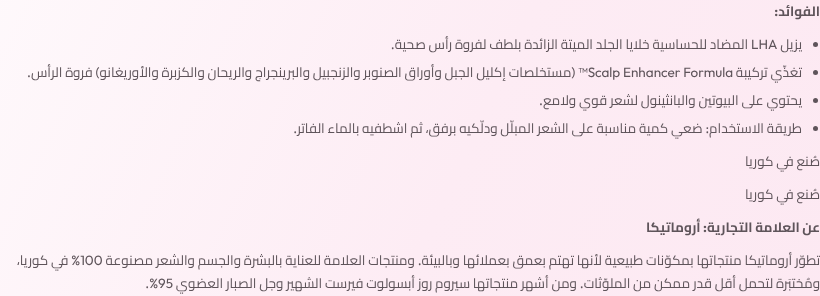 الفوائد:
يزيل LHA المضاد للحساسية خلايا الجلد الميتة الزائدة بلطف لفروة رأس صحية.
تغذّي تركيبة Scalp Enhancer Formula™ (مستخلصات إكليل الجبل وأوراق الصنوبر والزنجبيل والبرينجراج والريحان والكزبرة والأوريغانو) فروة الرأس.
يحتوي على البيوتين والبانثينول لشعر قوي ولامع.
طريقة الاستخدام: ضعي كمية مناسبة على الشعر المبلّل ودلّكيه برفق، ثم اشطفيه بالماء الفاتر.
صُنع في كوريا
صُنع في كوريا
عن العلامة التجارية: أروماتيكا
تطوّر أروماتيكا منتجاتها بمكوّنات طبيعية لأنها تهتم بعمق بعملائها وبالبيئة. ومنتجات العلامة للعناية بالبشرة والجسم والشعر مصنوعة 100% في كوريا،
ومُختبَرة لتحمل أقل قدر ممكن من الملوّثات. ومن أشهر منتجاتها سيروم روز أبسولوت فيرست الشهير وجل الصبار العضوي 95%.